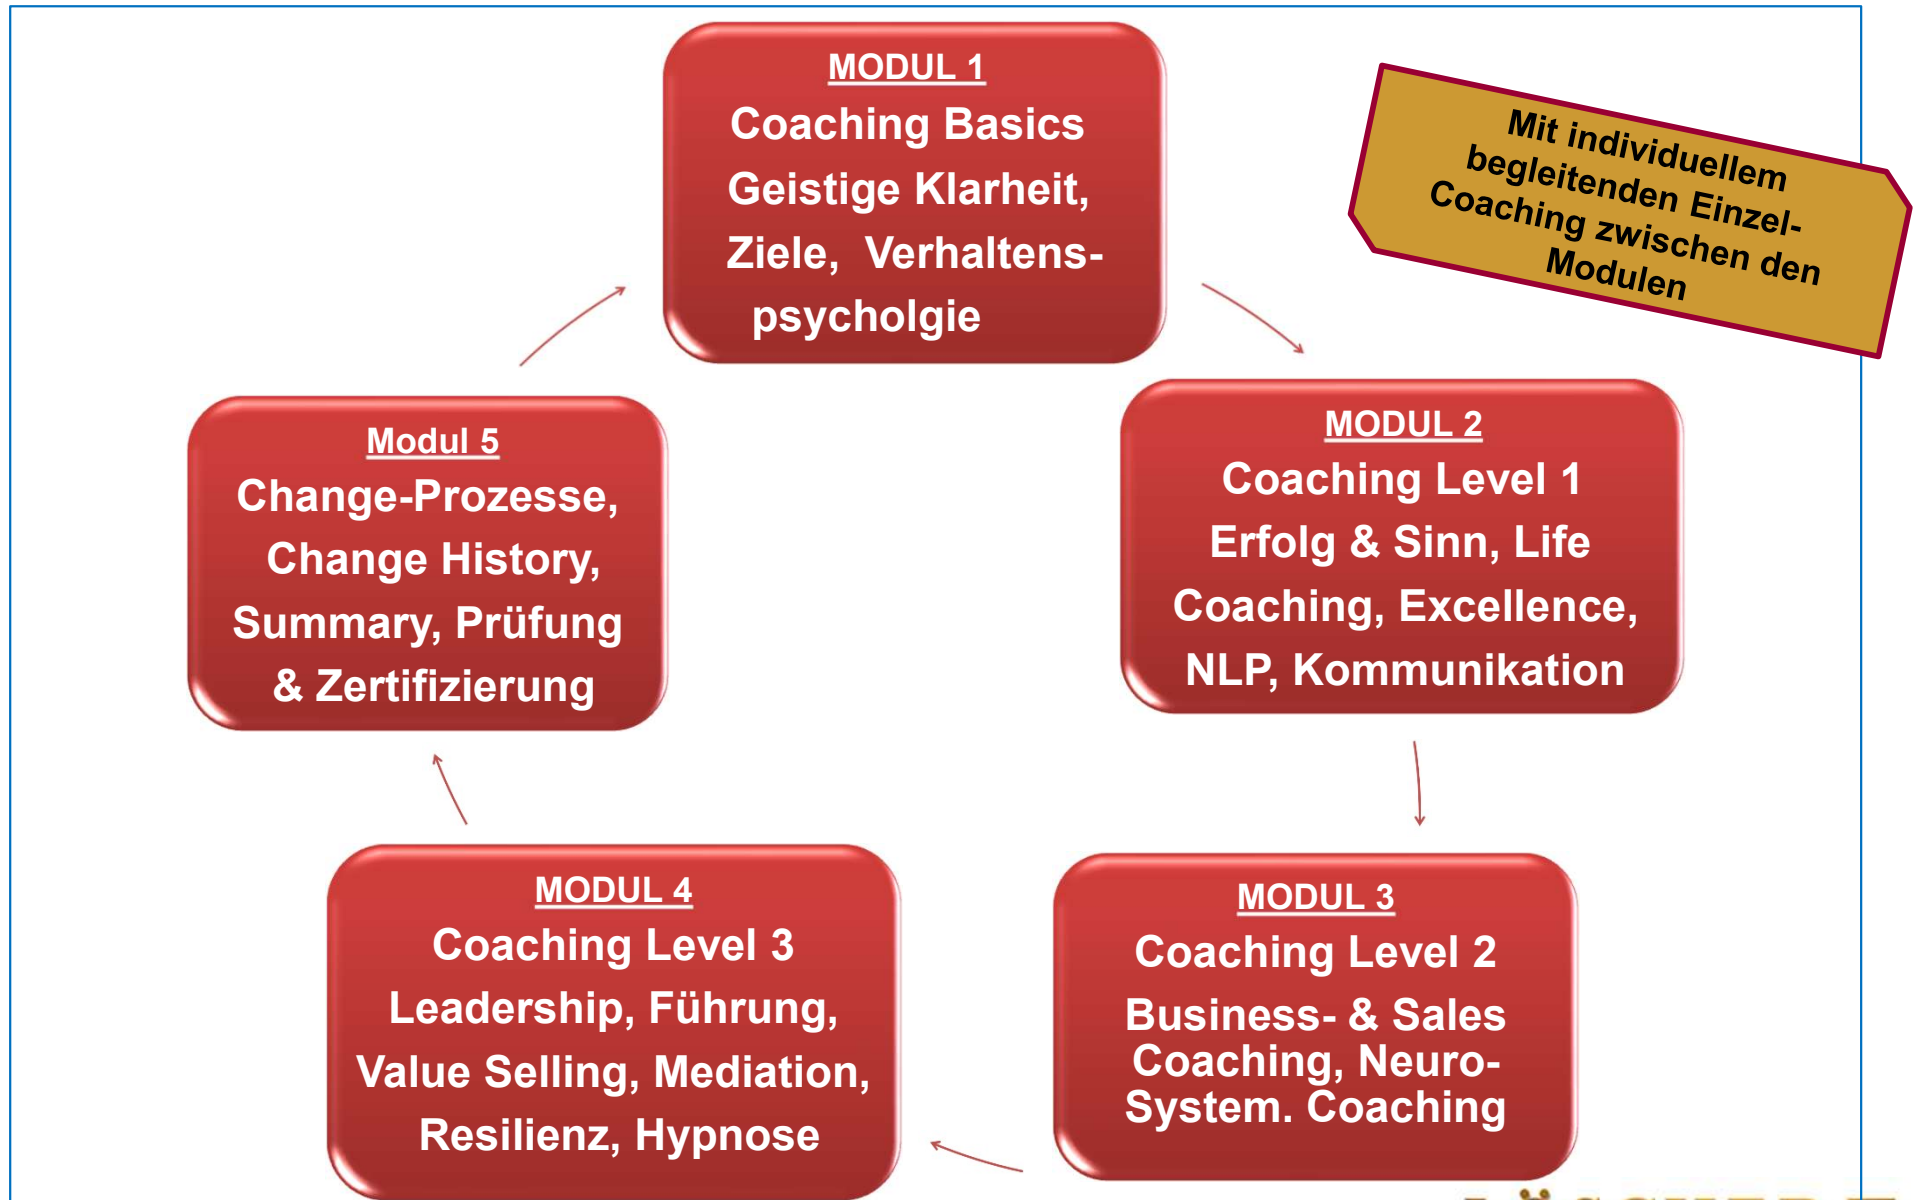 MODUL 1
Coaching Basics
Geistige Klarheit,
Ziele, Verhaltens-
psycholgie
Mit individuellem
begleitenden Einzel-
Coaching zwischen den
Modulen
MODUL 2
Coaching Level 1
Erfolg & Sinn, Life
Coaching, Excellence,
NLP, Kommunikation
MODUL 3
Coaching Level 2
Business- & Sales
Coaching, Neuro-
System. Coaching
MODUL 4
Coaching Level 3
Leadership, Führung,
Value Selling, Mediation,
Resilienz, Hypnose
Modul 5
Change-Prozesse,
Change History,
Summary, Prüfung
& Zertifizierung